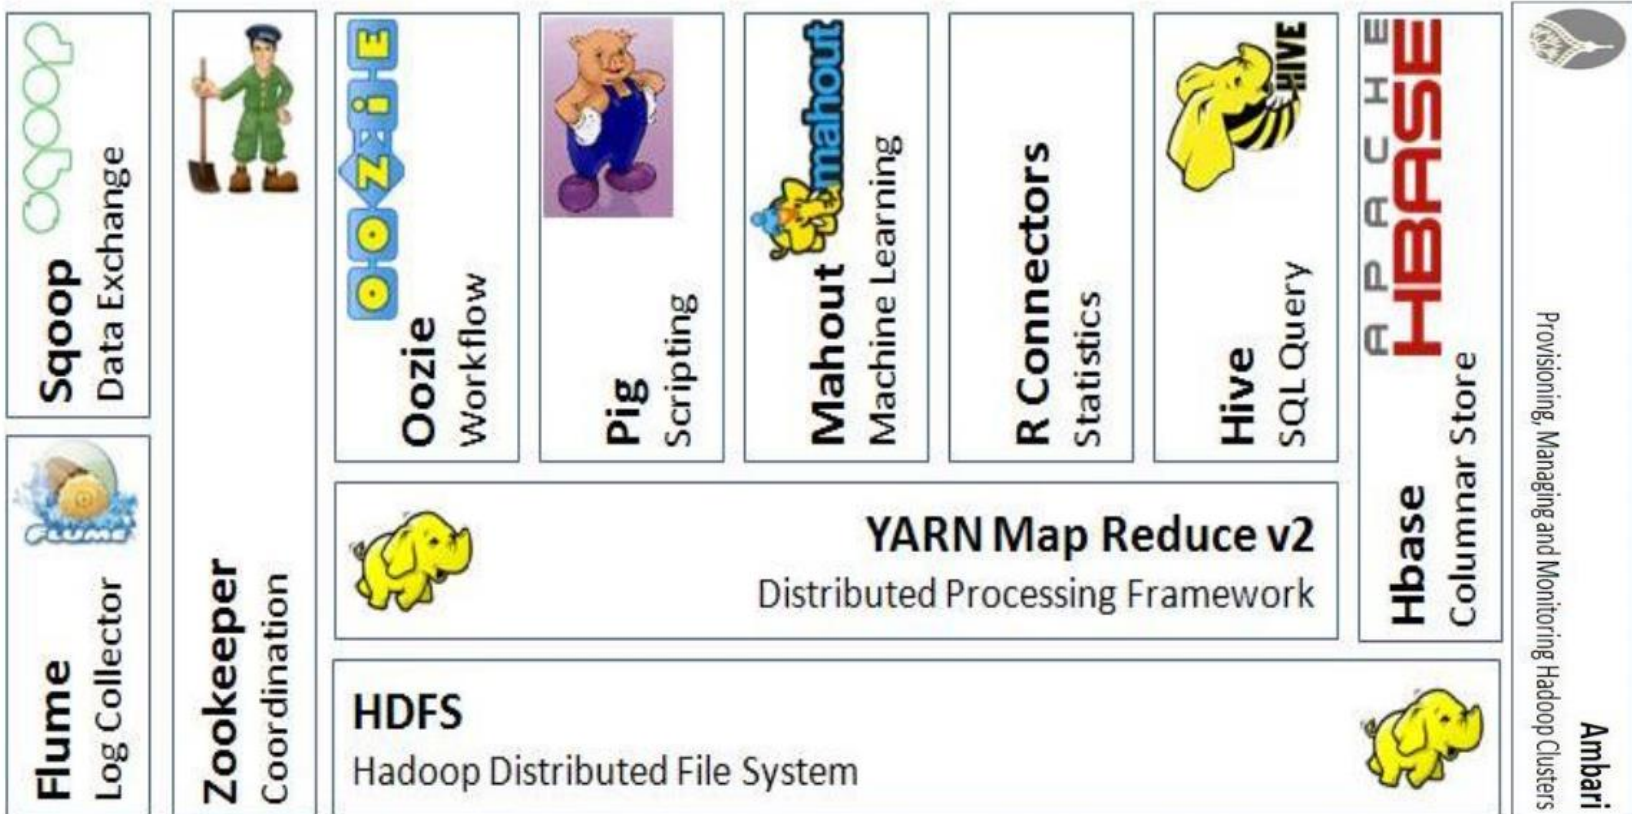 sqoop
Sqoop
Data Exchange
FLUME
Flume
Log Collector
Zookeeper
Coordination
OOZIE
Oozie
Workflow
Pig
Scripting
mahout
Mahout
Machine Learning
R Connectors
Statistics
HIVE
Hive
SQL Query
APACHE
HBASE
Hbase
Columnar Store
YARN Map Reduce v2
Distributed Processing Framework
HDFS
Hadoop Distributed File System
Ambari
Provisioning, Managing and Monitoring Hadoop Clusters